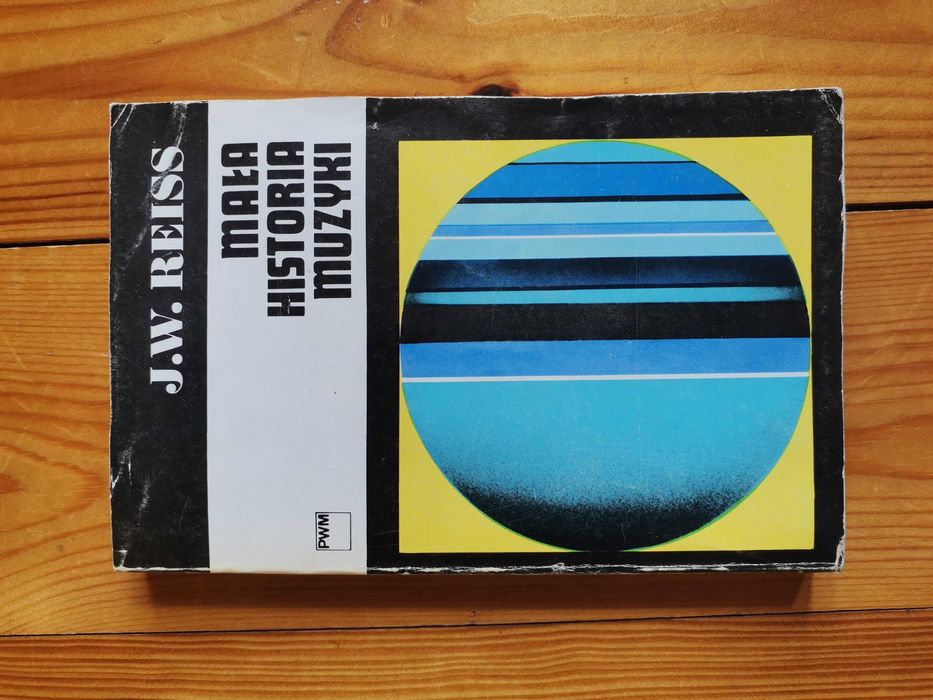 J.W. REISS
MAŁA
HISTORIA
MUZYKI
PWM